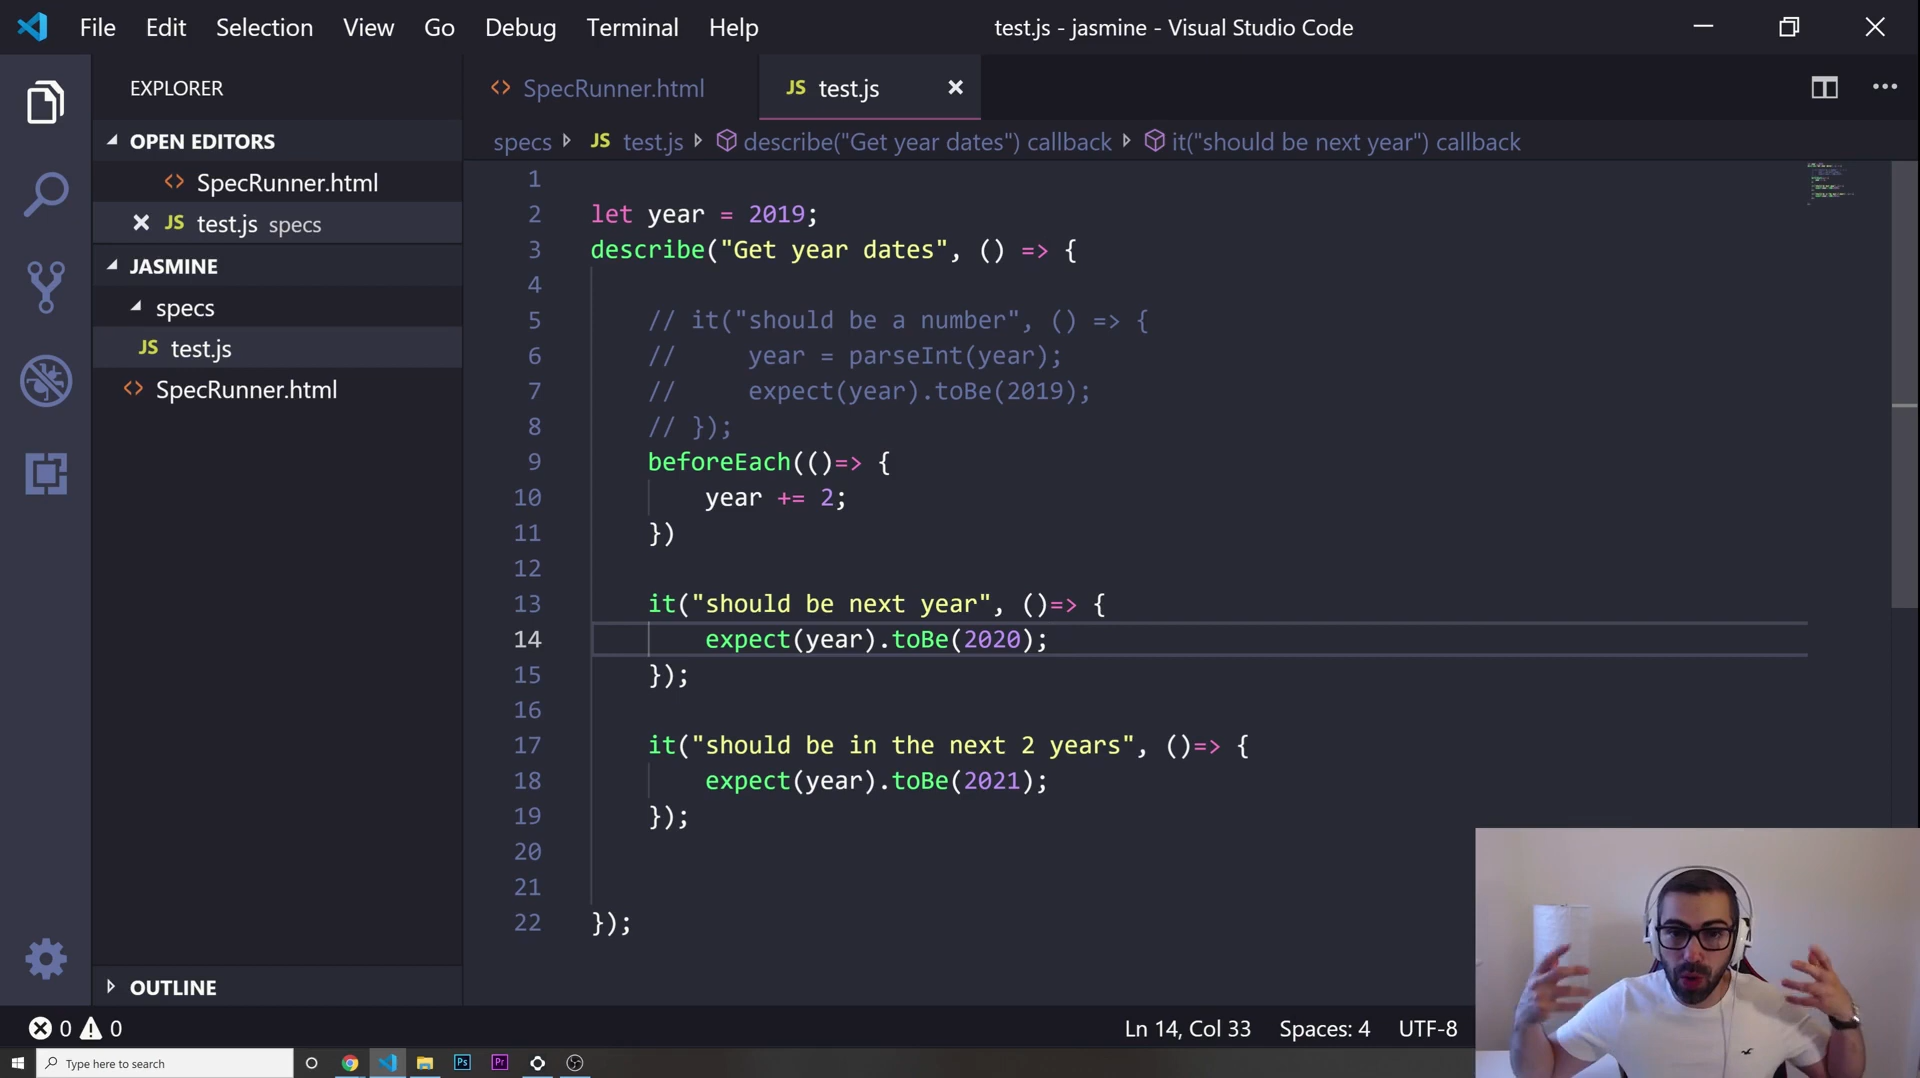 File Edit Selection View Go Debug Terminal Help
test.js - jasmine - Visual Studio Code
EXPLORER
OPEN EDITORS
SpecRunner.html
JS test.js specs
JASMINE
specs
JS test.js
SpecRunner.html
OUTLINE
SpecRunner.html
JS test.js
specs JS test.js describe("Get year dates") callback it("should be next year") callback
1
2 let year = 2019;
3 describe("Get year dates", () => {
4
5 // it("should be a number", () => {
6 //     year = parseInt(year);
7 //     expect(year).toBe(2019);
8 // });
9 beforeEach(()=> {
10 year += 2;
11 })
12
13 it("should be next year", ()=> {
14 expect(year).toBe(2020);
15 });
16
17 it("should be in the next 2 years", ()=> {
18 expect(year).toBe(2021);
19 });
20
21
22 });
0 0
Ln 14, Col 33 Spaces: 4 UTF-8
Type here to search
Ps Pr